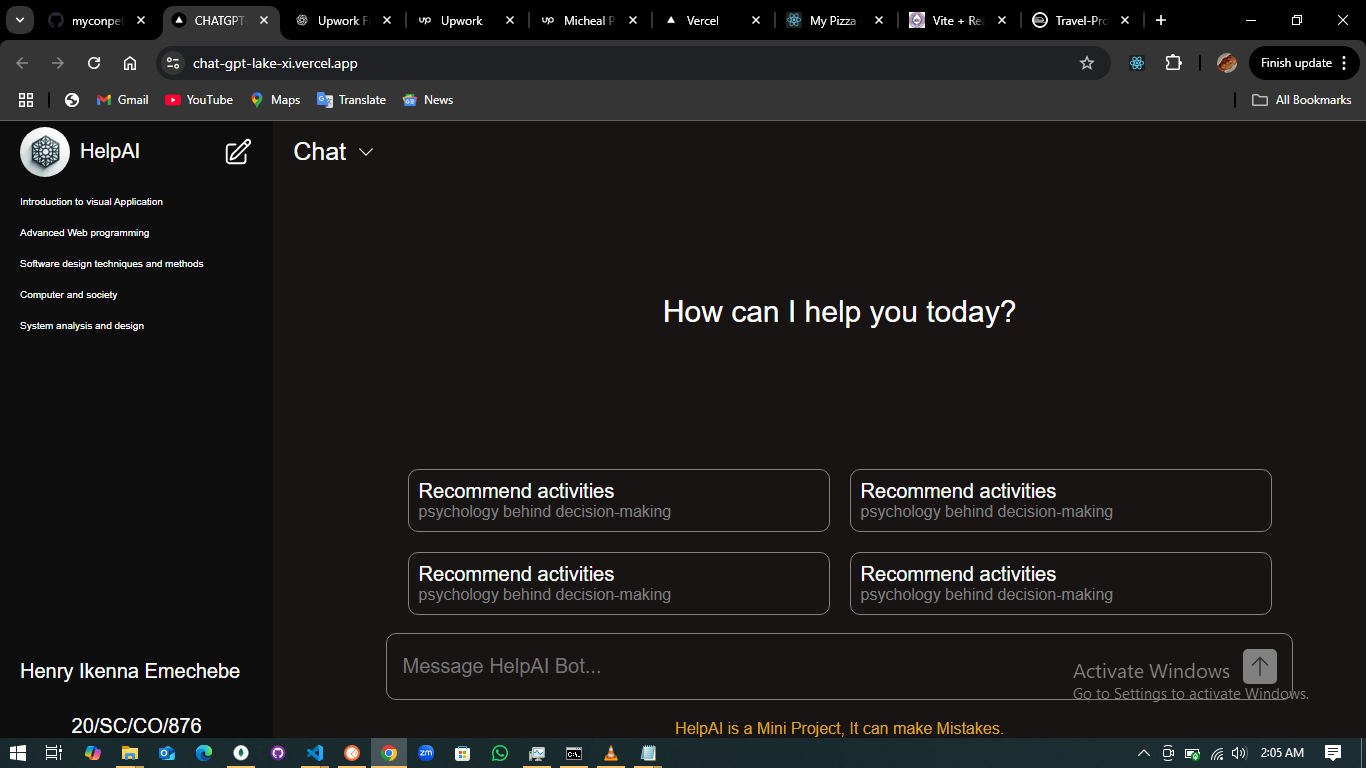 myconpet
CHATGPT
Upwork F
Upwork
Micheal P
Vercel
My Pizza
Vite + Rea
Travel-Pro
chat-gpt-lake-xi.vercel.app
Finish update
Gmail
YouTube
Maps
Translate
News
All Bookmarks
HelpAI
Introduction to visual Application
Advanced Web programming
Software design techniques and methods
Computer and society
System analysis and design
Henry Ikenna Emechebe
20/SC/CO/876
Chat
How can I help you today?
Recommend activities
psychology behind decision-making
Recommend activities
psychology behind decision-making
Recommend activities
psychology behind decision-making
Recommend activities
psychology behind decision-making
Message HelpAI Bot...
Activate Windows
Go to Settings to activate Windows.
HelpAI is a Mini Project, It can make Mistakes.
2:05 AM